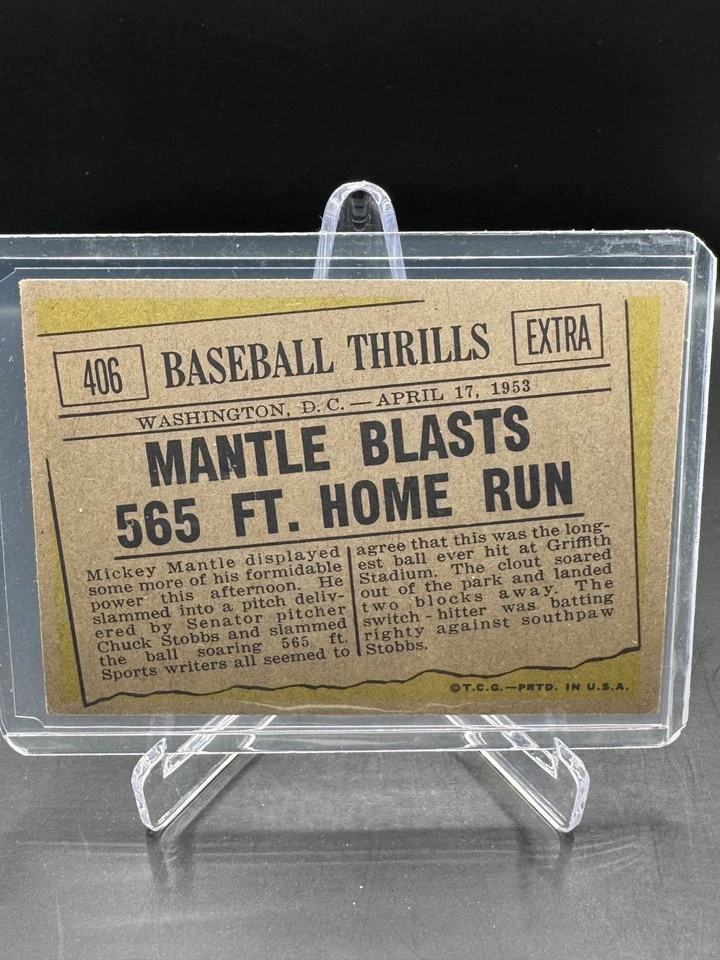 406
BASEBALL THRILLS
EXTRA
WASHINGTON, D.C.—APRIL 17, 1953
MANTLE BLASTS
565 FT. HOME RUN
Mickey Mantle displayed
some more of his formidable
power this afternoon. He
slammed into a pitch deliv-
ered by Senator pitcher
Chuck Stobbs and slammed
the ball soaring 565 ft.
Sports writers all seemed to
agree that this was the long-
est ball ever hit at Griffith
Stadium. The clout soared
out of the park and landed
two blocks away. The
switch-hitter was batting
righty against southpaw
Stobbs.
©T.C.G.—PRTD. IN U.S.A.